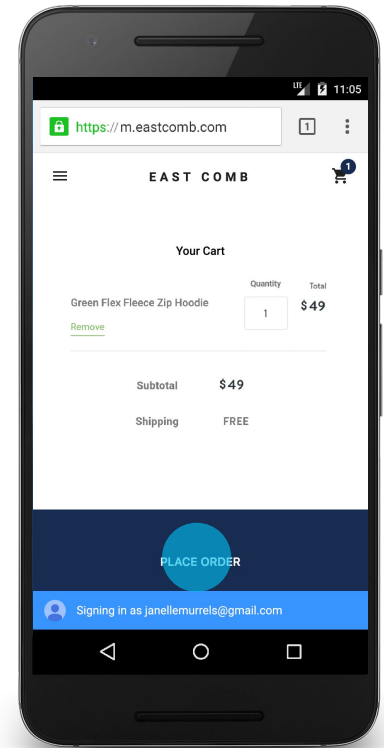 LTE 11:05
https://m.eastcomb.com 1
EAST COMB 1
Your Cart
Quantity Total
Green Flex Fleece Zip Hoodie 1 $49
Remove
Subtotal $49
Shipping FREE
PLACE ORDER
Signing in as janellemurrels@gmail.com